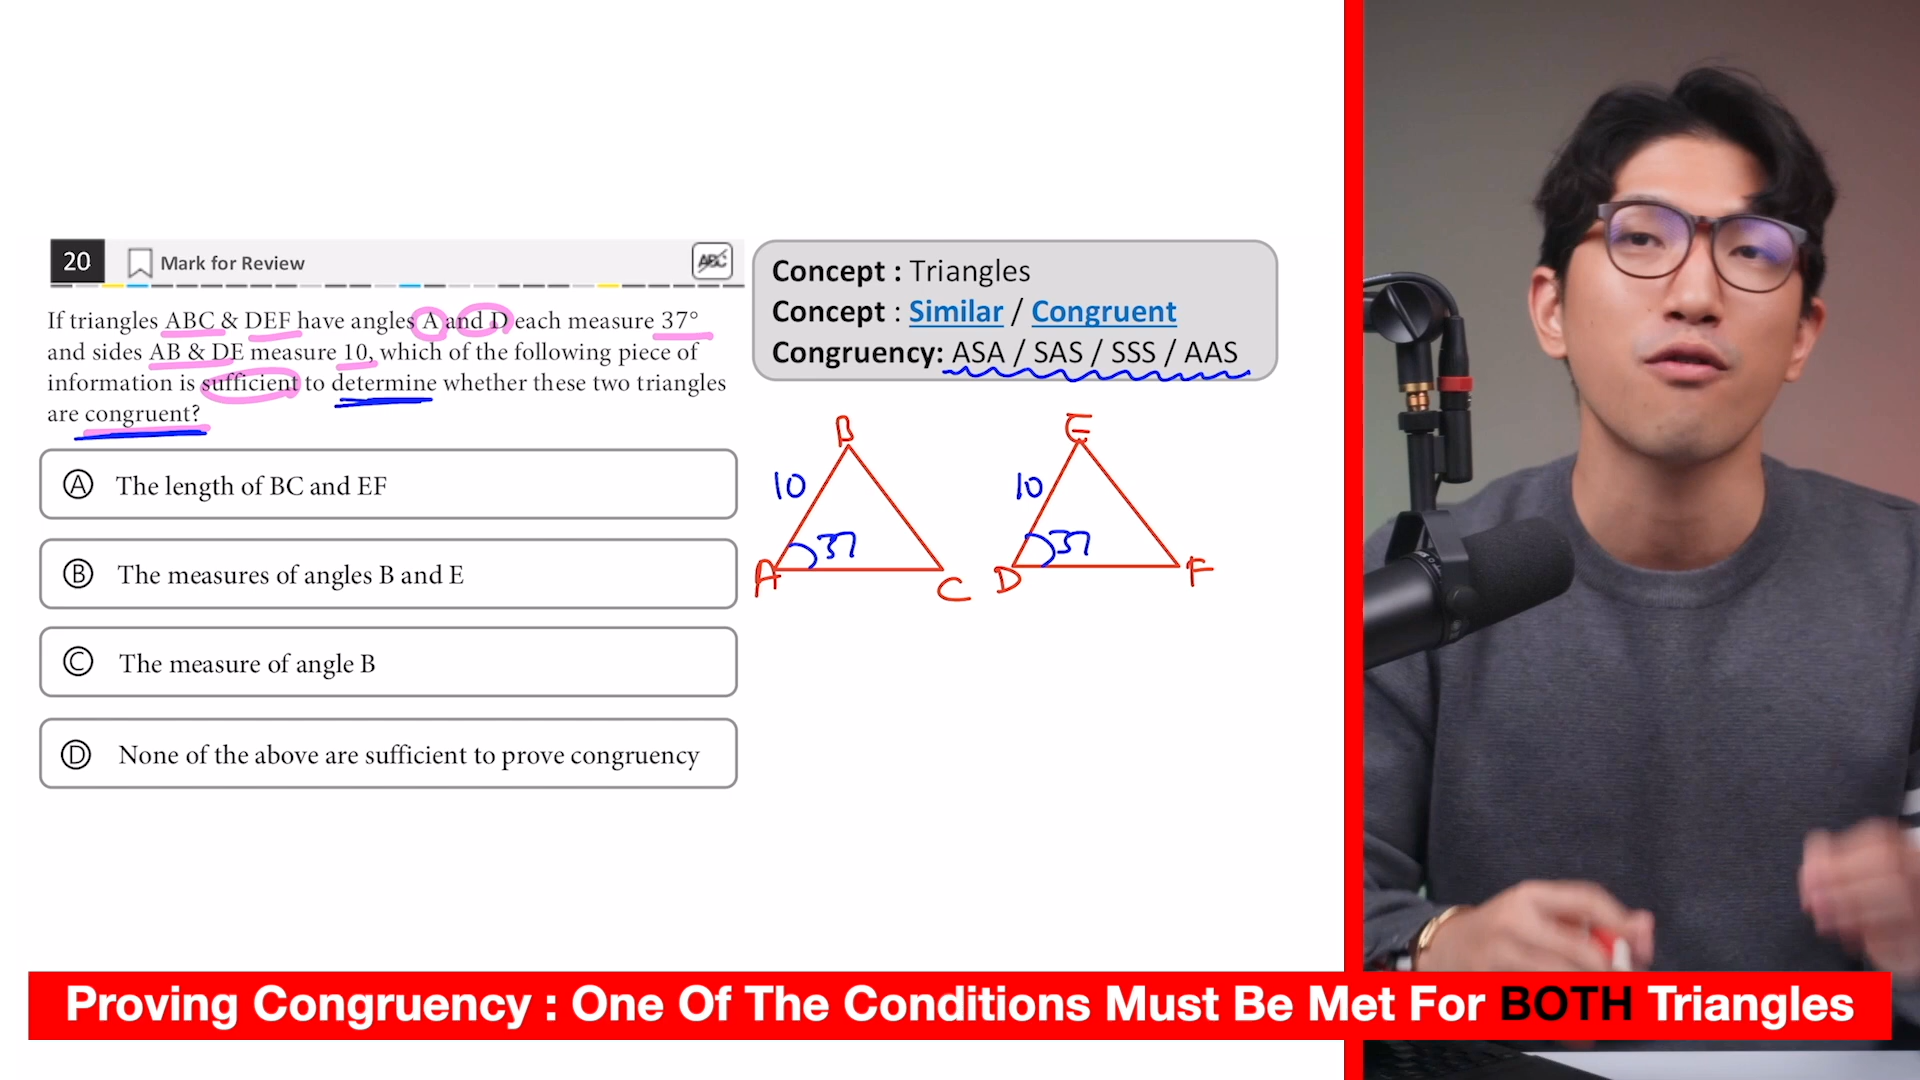 20 Mark for Review ABC
If triangles ABC & DEF have angles A and D each measure 37°
and sides AB & DE measure 10, which of the following piece of
information is sufficient to determine whether these two triangles
are congruent?
A The length of BC and EF
B The measures of angles B and E
C The measure of angle B
D None of the above are sufficient to prove congruency
Concept : Triangles
Concept : Similar / Congruent
Congruency: ASA / SAS / SSS / AAS
B
10
37
A
C
E
10
37
D
F
Proving Congruency : One Of The Conditions Must Be Met For BOTH Triangles